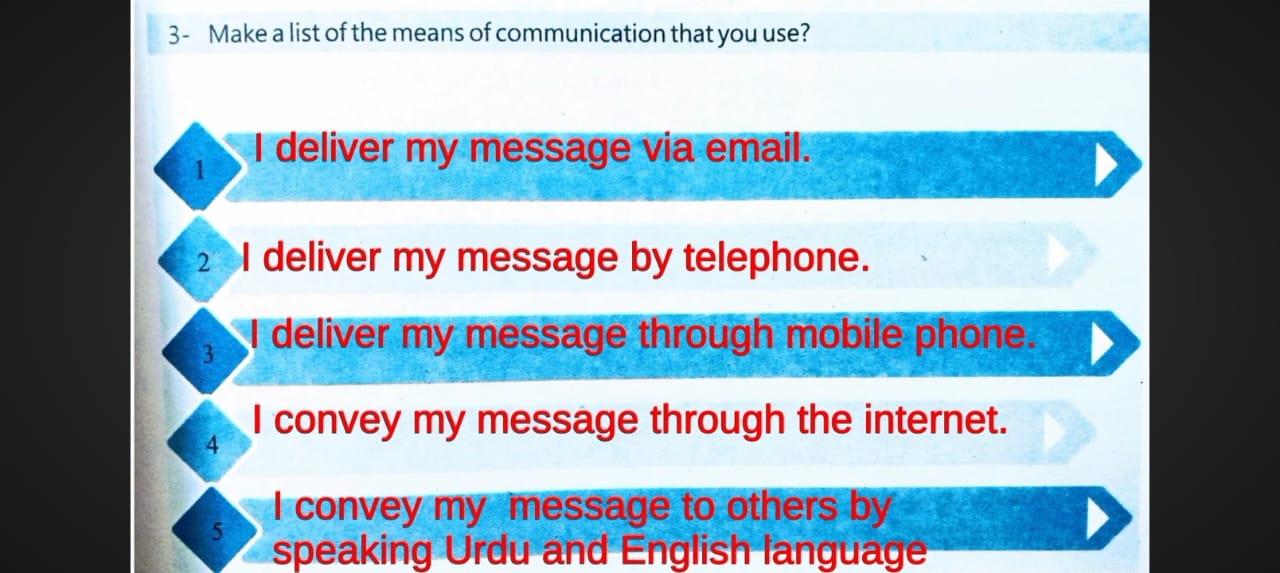 3- Make a list of the means of communication that you use?
1 I deliver my message via email.
2 I deliver my message by telephone.
3 I deliver my message through mobile phone.
4 I convey my message through the internet.
5 I convey my  message to others by
speaking Urdu and English language